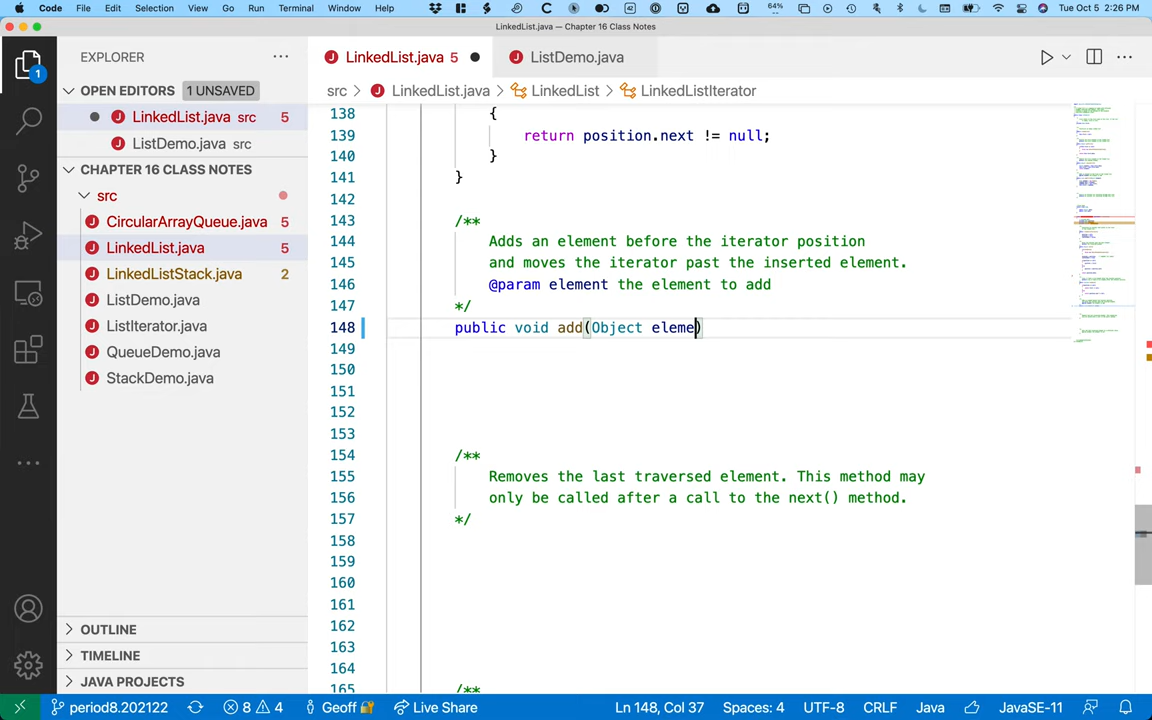 Code File Edit Selection View Go Run Terminal Window Help 64% Tue Oct 5 2:26 PM
LinkedList.java — Chapter 16 Class Notes
EXPLORER
LinkedList.java 5
ListDemo.java
OPEN EDITORS 1 UNSAVED
src > LinkedList.java > LinkedList > LinkedListIterator
LinkedList.java src 5
ListDemo.java src
CHAPTER 16 CLASS NOTES
src
CircularArrayQueue.java 5
LinkedList.java 5
LinkedListStack.java 2
ListDemo.java
ListIterator.java
QueueDemo.java
StackDemo.java
OUTLINE
TIMELINE
JAVA PROJECTS
1
138 {
139 return position.next != null;
140 }
141 }
142
143 /**
144 Adds an element before the iterator position
145 and moves the iterator past the inserted element.
146 @param element the element to add
147 */
148 public void add(Object eleme)
149
150
151
152
153
154 /**
155 Removes the last traversed element. This method may
156 only be called after a call to the next() method.
157 */
158
159
160
161
162
163
164
165 /**
period8.202122 8 4 Geoff Live Share Ln 148, Col 37 Spaces: 4 UTF-8 CRLF Java JavaSE-11